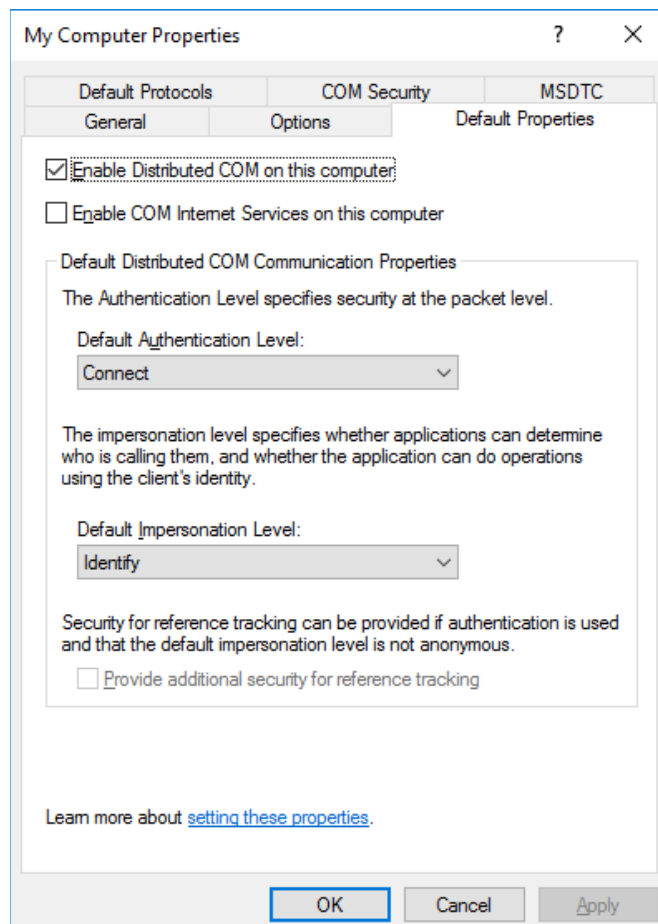 My Computer Properties
Default Protocols
COM Security
MSDTC
General
Options
Default Properties
Enable Distributed COM on this computer
Enable COM Internet Services on this computer
Default Distributed COM Communication Properties
The Authentication Level specifies security at the packet level.
Default Authentication Level:
Connect
The impersonation level specifies whether applications can determine
who is calling them, and whether the application can do operations
using the client's identity.
Default Impersonation Level:
Identify
Security for reference tracking can be provided if authentication is used
and that the default impersonation level is not anonymous.
Provide additional security for reference tracking
Learn more about setting these properties.
OK
Cancel
Apply